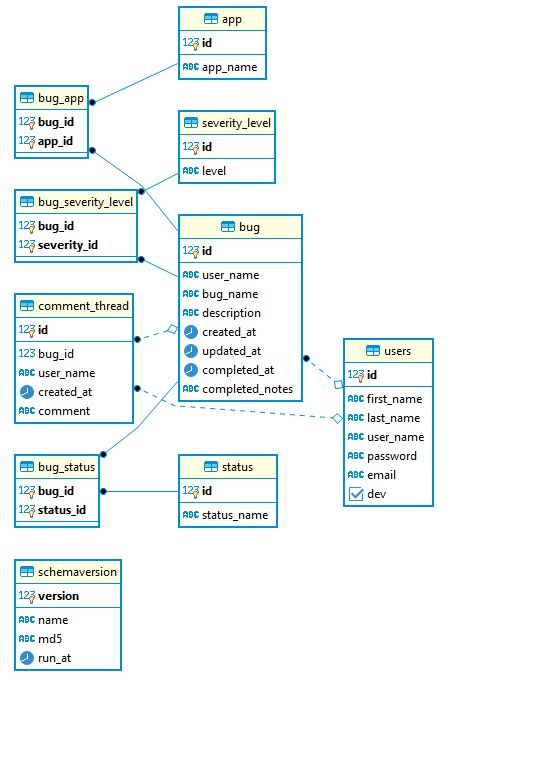 app
123 id
ABC app_name
bug_app
123 bug_id
123 app_id
severity_level
123 id
ABC level
bug_severity_level
123 bug_id
123 severity_id
bug
123 id
ABC user_name
ABC bug_name
ABC description
created_at
updated_at
completed_at
ABC completed_notes
comment_thread
123 id
123 bug_id
ABC user_name
created_at
ABC comment
users
123 id
ABC first_name
ABC last_name
ABC user_name
ABC password
ABC email
dev
bug_status
123 bug_id
123 status_id
status
123 id
ABC status_name
schemaversion
123 version
ABC name
ABC md5
run_at